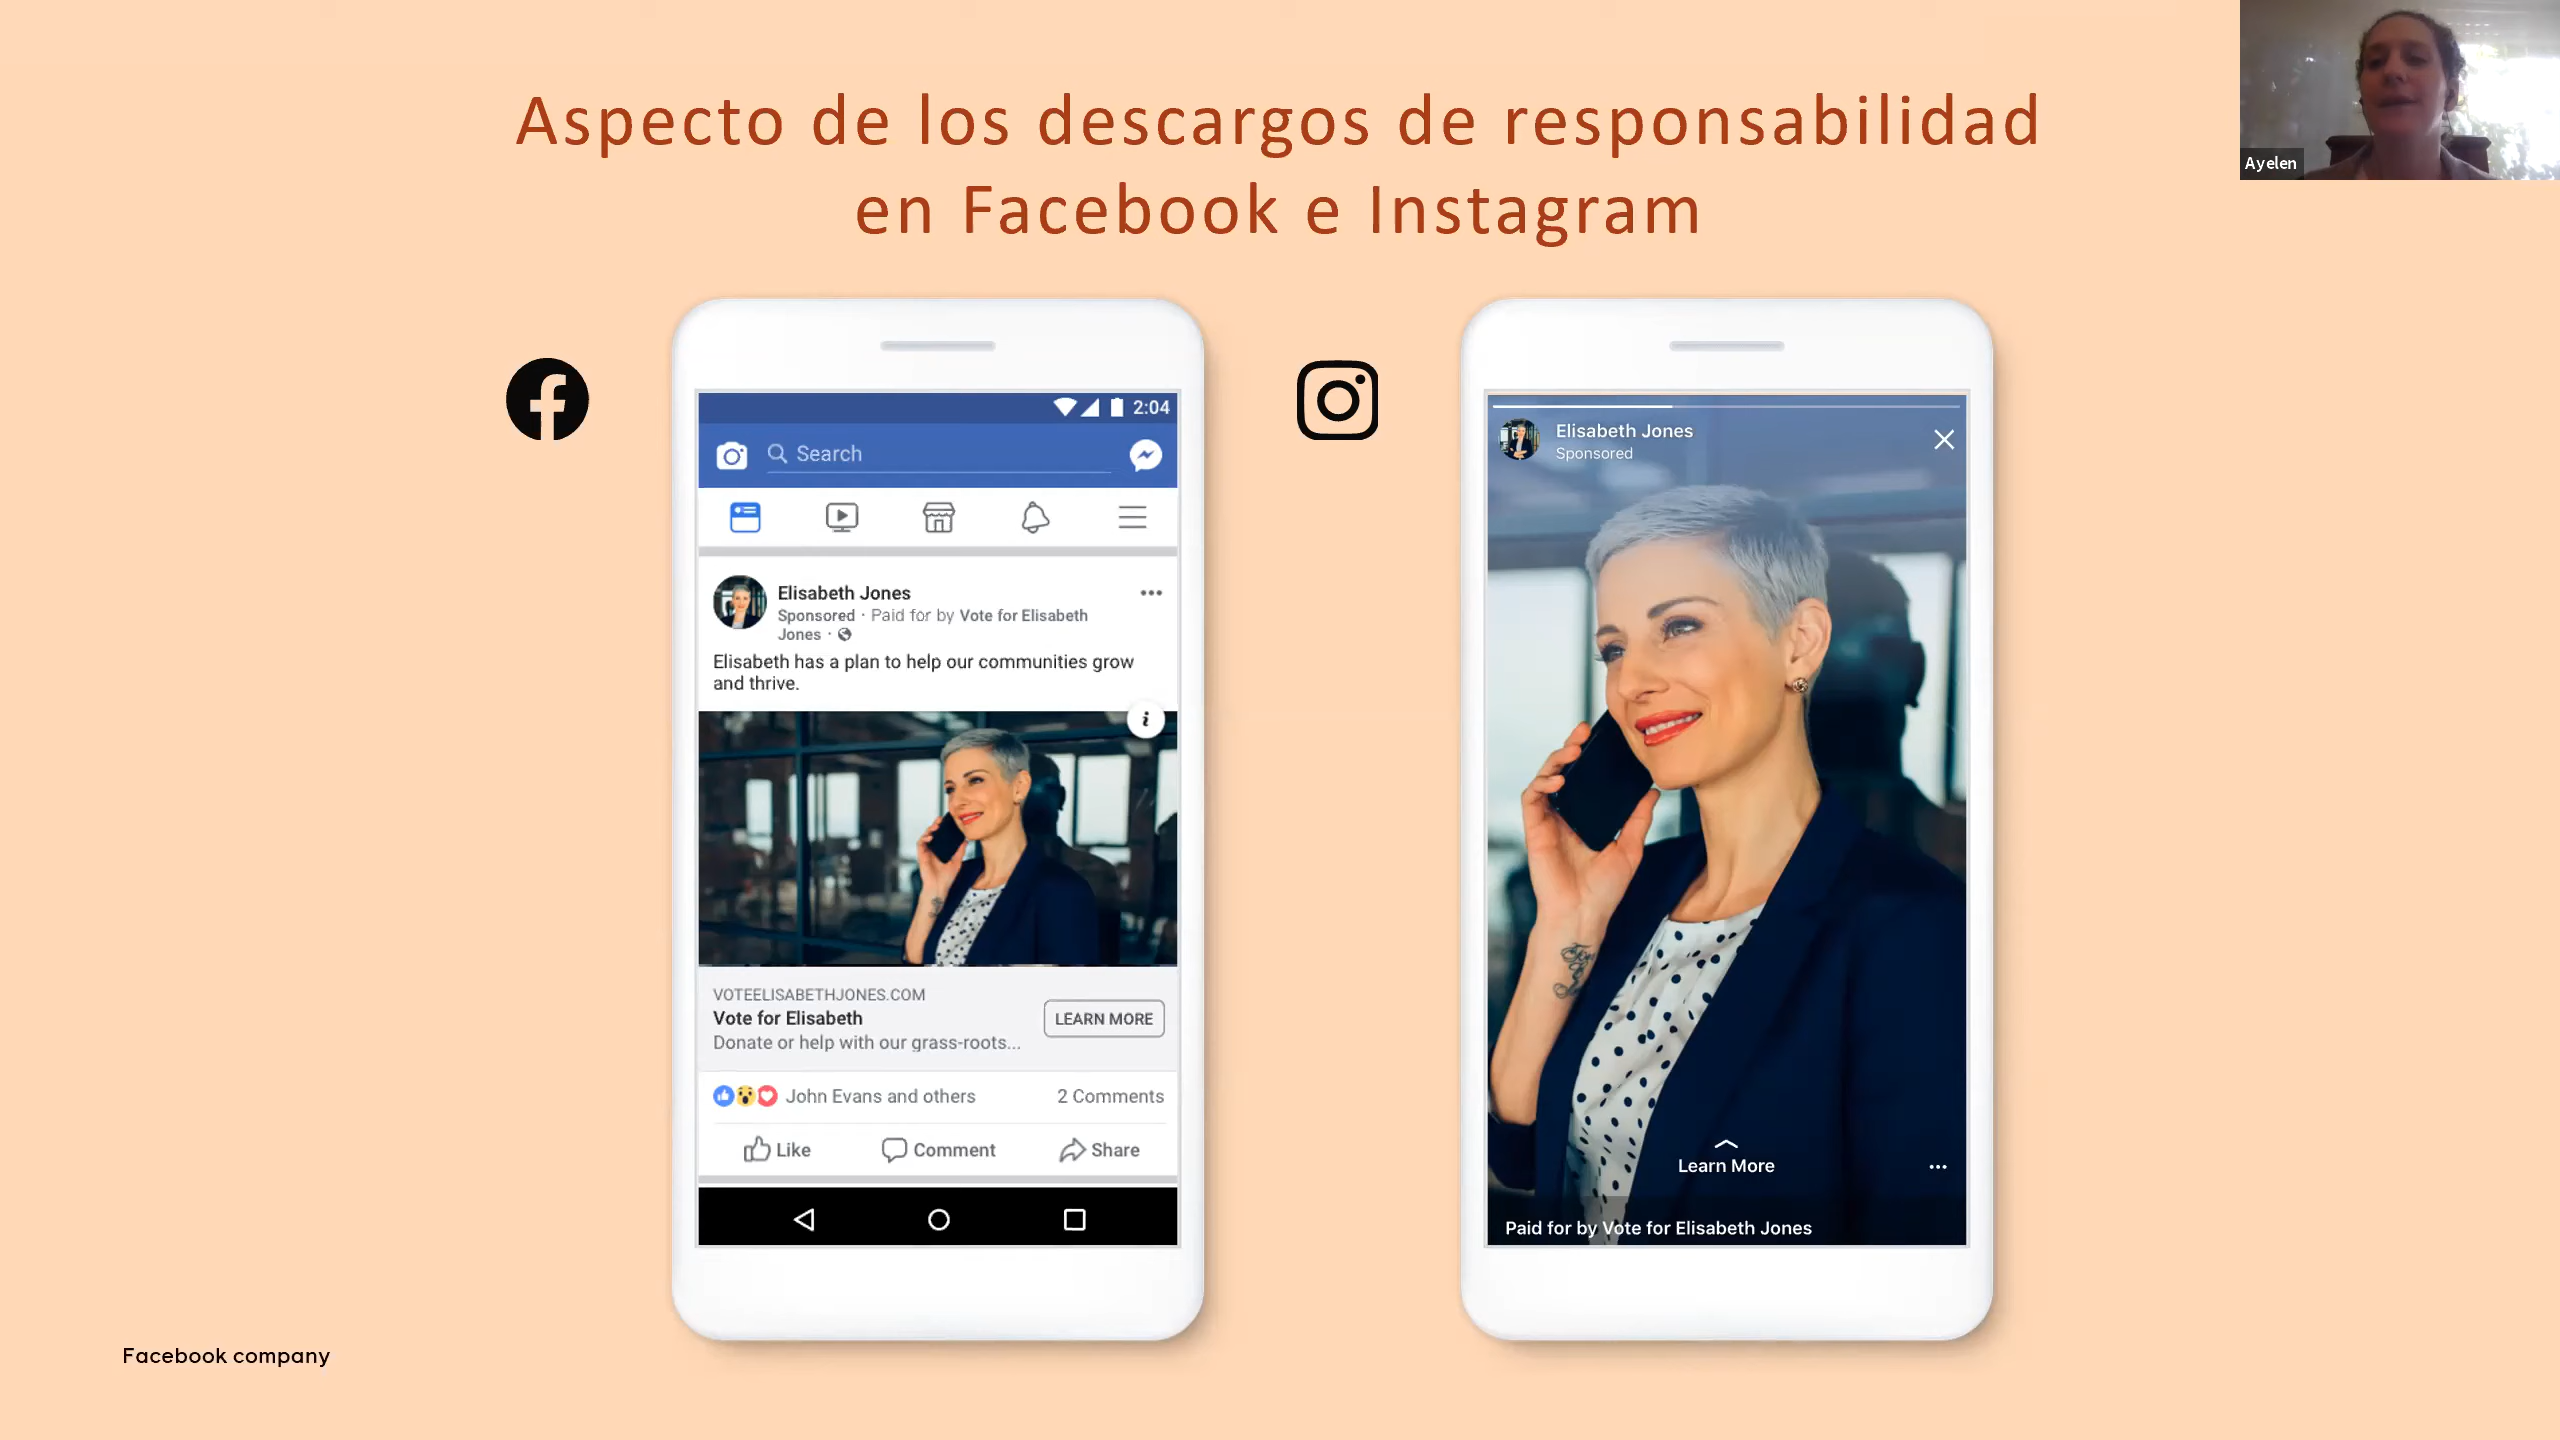 Aspecto de los descargos de responsabilidad
en Facebook e Instagram
Ayelen
2:04
Search
Elisabeth Jones
Sponsored · Paid for by Vote for Elisabeth
Jones ·
Elisabeth has a plan to help our communities grow
and thrive.
i
VOTEELISABETHJONES.COM
Vote for Elisabeth
Donate or help with our grass-roots...
LEARN MORE
John Evans and others
2 Comments
Like
Comment
Share
Elisabeth Jones
Sponsored
Learn More
Paid for by Vote for Elisabeth Jones
Facebook company